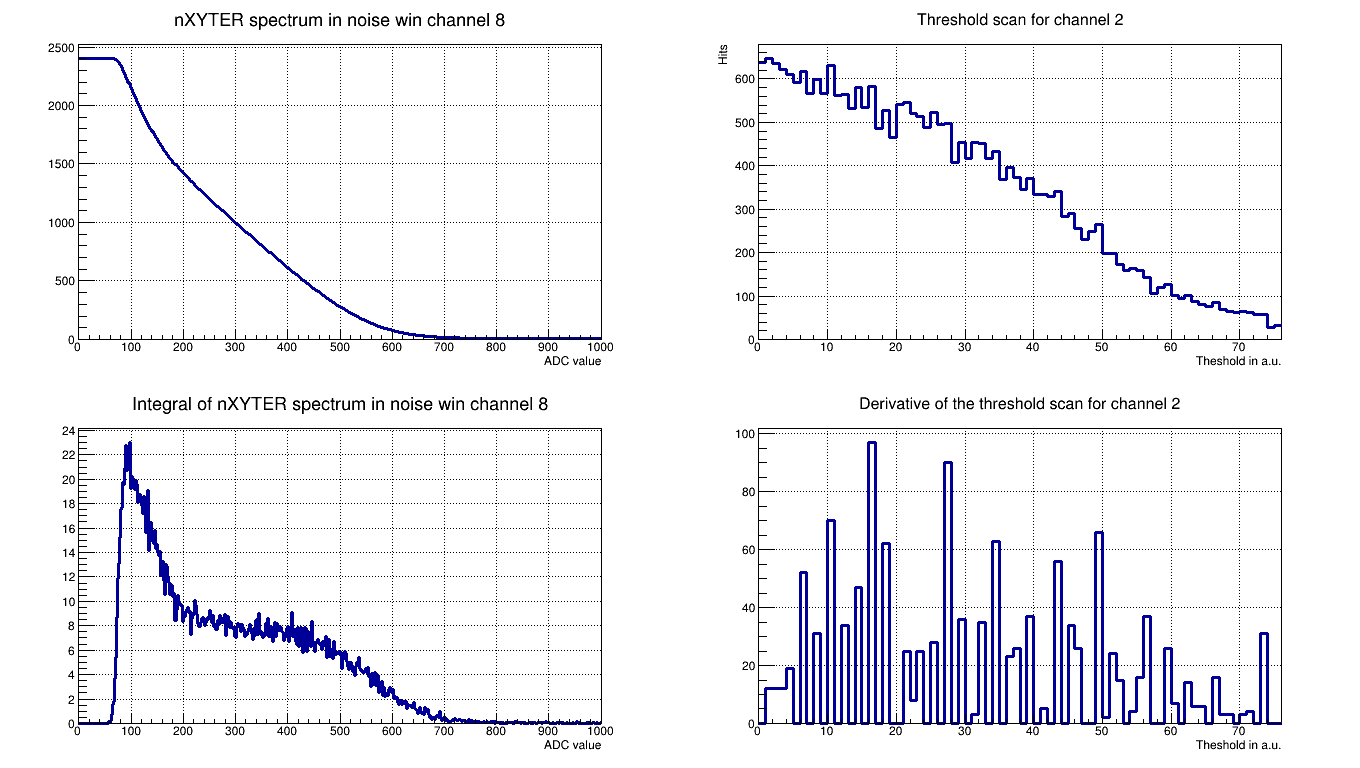 nXYTER spectrum in noise win channel 8
2500
2000
1500
1000
500
0
0 100 200 300 400 500 600 700 800 900 1000
ADC value
Threshold scan for channel 2
Hits
600
500
400
300
200
100
0
0 10 20 30 40 50 60 70
Theshold in a.u.
Integral of nXYTER spectrum in noise win channel 8
24
22
20
18
16
14
12
10
8
6
4
2
0
0 100 200 300 400 500 600 700 800 900 1000
ADC value
Derivative of the threshold scan for channel 2
100
80
60
40
20
0
0 10 20 30 40 50 60 70
Theshold in a.u.